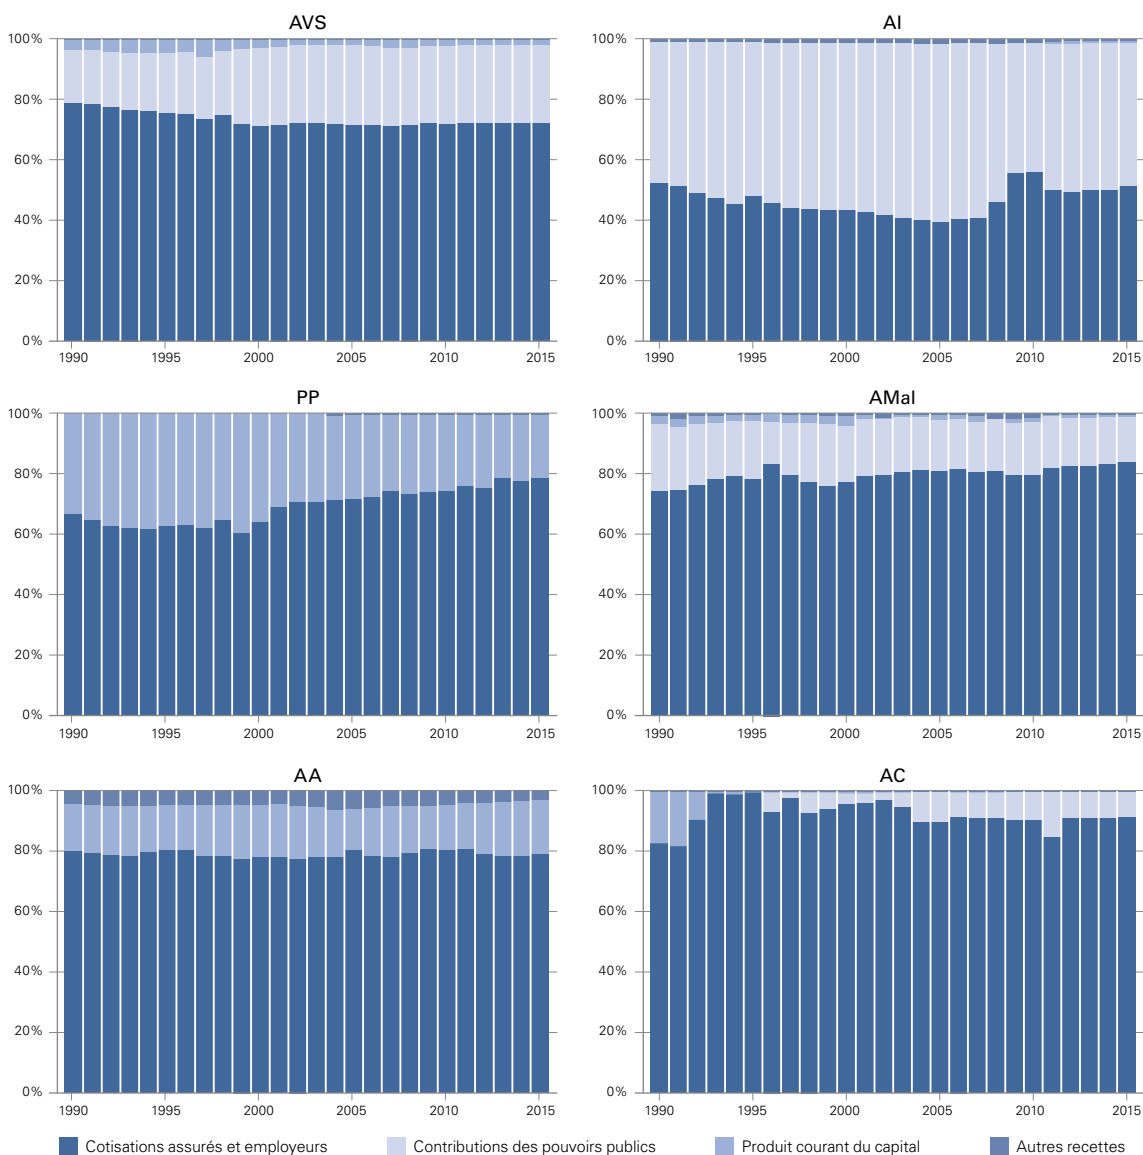 AVS
100%
80%
60%
40%
20%
0%
1990 1995 2000 2005 2010 2015
AI
100%
80%
60%
40%
20%
0%
1990 1995 2000 2005 2010 2015
PP
100%
80%
60%
40%
20%
0%
1990 1995 2000 2005 2010 2015
AMal
100%
80%
60%
40%
20%
0%
1990 1995 2000 2005 2010 2015
AA
100%
80%
60%
40%
20%
0%
1990 1995 2000 2005 2010 2015
AC
100%
80%
60%
40%
20%
0%
1990 1995 2000 2005 2010 2015
Cotisations assurés et employeurs Contributions des pouvoirs publics Produit courant du capital Autres recettes